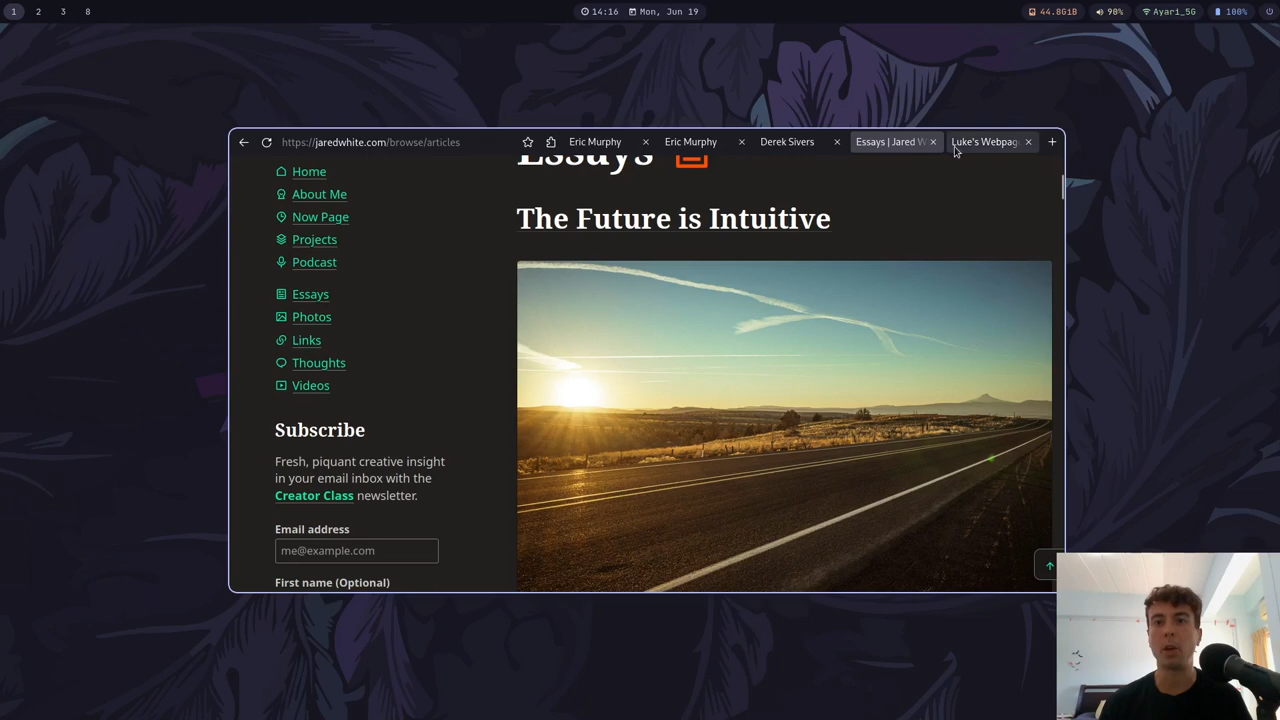 1 2 3 8 14:16 Mon, Jun 19 44.8GiB 90% Ayari_5G 100%
https://jaredwhite.com/browse/articles Eric Murphy Eric Murphy Derek Sivers Essays | Jared W Luke's Webpag
Essays
Home
About Me
Now Page
Projects
Podcast
Essays
Photos
Links
Thoughts
Videos
Subscribe
Fresh, piquant creative insight
in your email inbox with the
Creator Class newsletter.
Email address
me@example.com
First name (Optional)
The Future is Intuitive